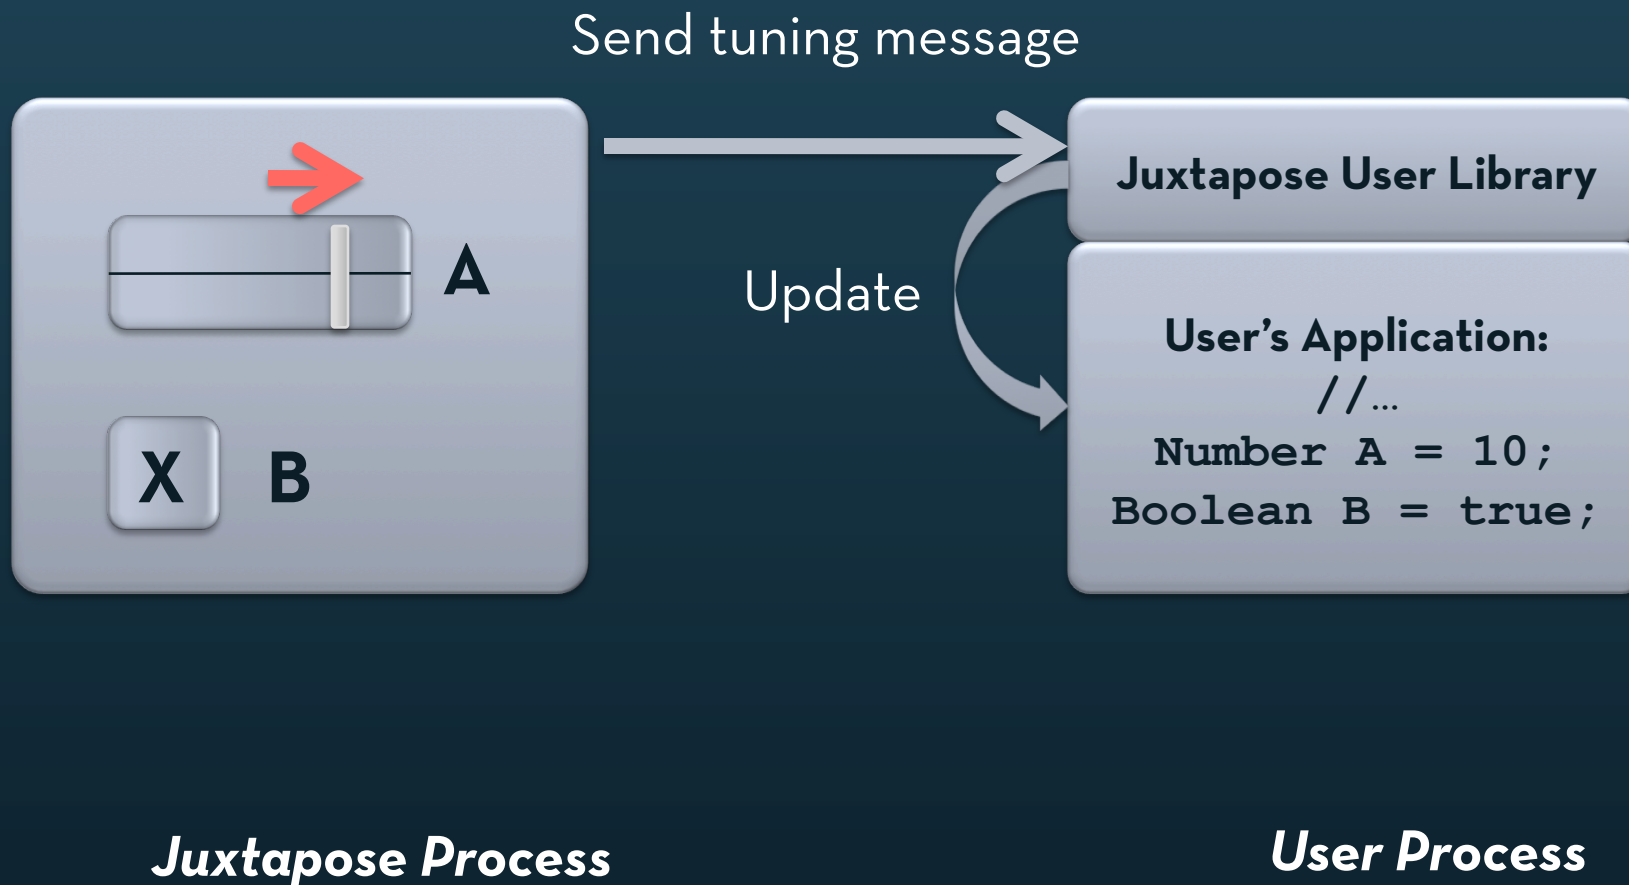 Send tuning message
A
X B
Update
Juxtapose User Library
User’s Application:
//…
Number A = 10;
Boolean B = true;
Juxtapose Process
User Process